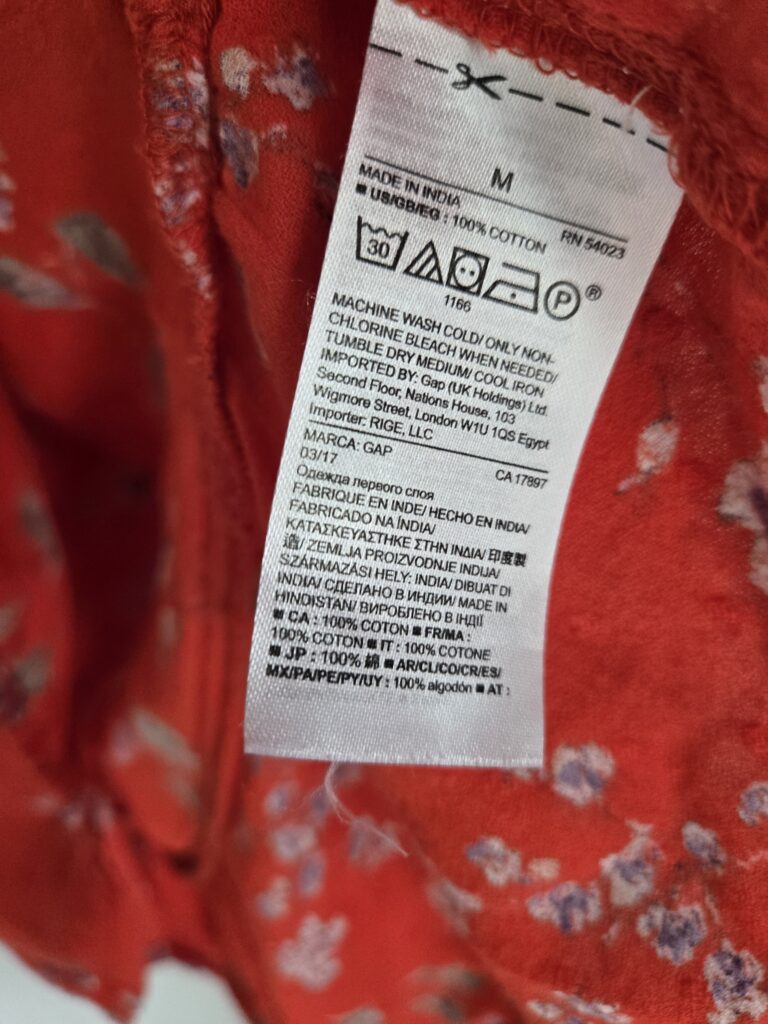 M
MADE IN INDIA RN 54023
■ US/GB/EG : 100% COTTON
30
1166
P ®
MACHINE WASH COLD/ ONLY NON-
CHLORINE BLEACH WHEN NEEDED/
TUMBLE DRY MEDIUM/ COOL IRON
IMPORTED BY: Gap (UK Holdings) Ltd.
Second Floor, Nations House, 103
Wigmore Street, London W1U 1QS Egypt
Importer: RIGE, LLC
MARCA: GAP CA 17897
03/17
Одежда первого слоя
FABRIQUE EN INDE/ HECHO EN INDIA/
FABRICADO NA ÍNDIA/
ΚΑΤΑΣΚΕΥΑΣΤΗΚΕ ΣΤΗΝ ΙΝΔΙΑ/ 印度製
造/ ZEMLJA PROIZVODNJE INDIJA/
SZÁRMAZÁSI HELY: INDIA/ DIBUAT DI
INDIA/ СДЕЛАНО В ИНДИИ/ MADE IN
HINDISTAN/ ВИРОБЛЕНО В ІНДІЇ
■ CA : 100% COTON ■ FR/MA :
100% COTON ■ IT : 100% COTONE
■ JP : 100% 綿 ■ AR/CL/CO/CR/ES/
MX/PA/PE/PY/UY : 100% algodón ■ AT :